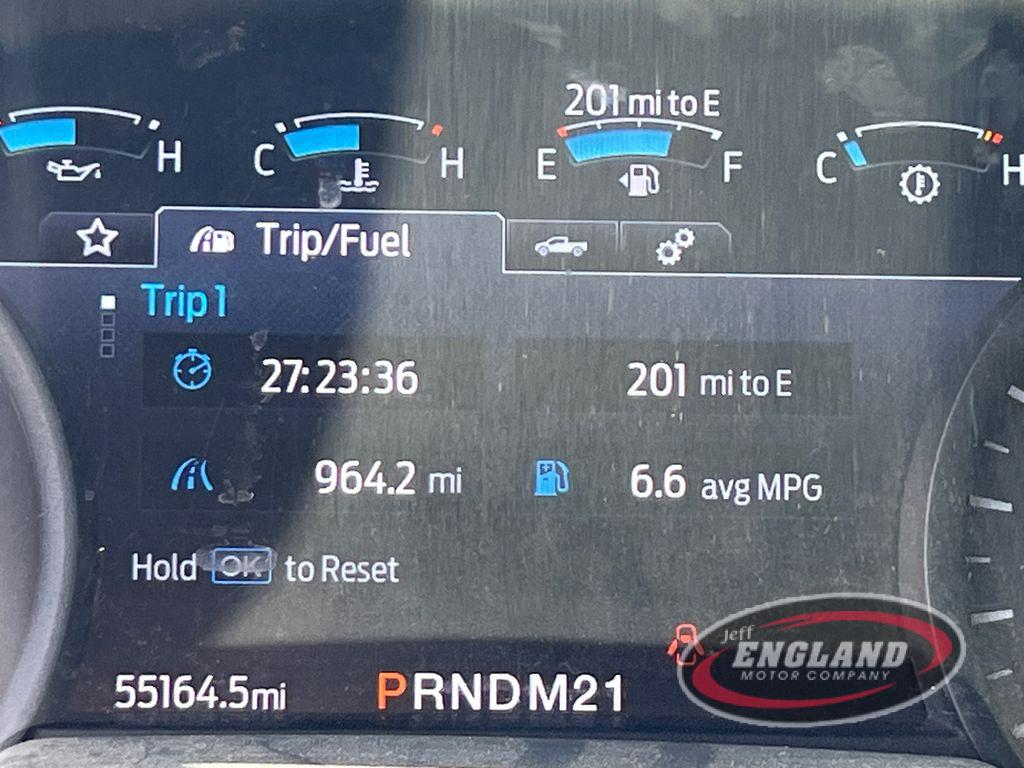 201 mi to E
H C H E F C H
Trip/Fuel
Trip 1
27:23:36 201 mi to E
964.2 mi 6.6 avg MPG
Hold OK to Reset
Jeff
ENGLAND
MOTOR COMPANY
55164.5mi PRNDM21